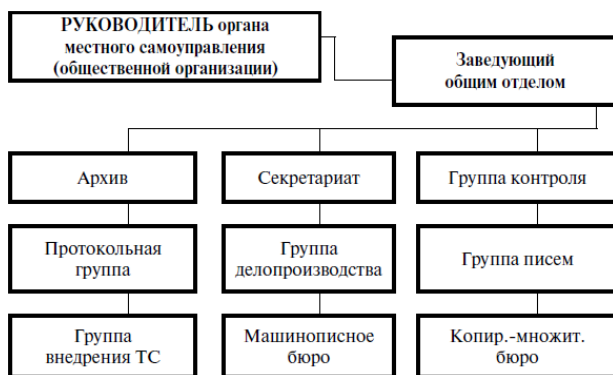 РУКОВОДИТЕЛЬ органа
местного самоуправления
(общественной организации)
Заведующий
общим отделом
Архив
Секретариат
Группа контроля
Протокольная
группа
Группа
делопроизводства
Группа писем
Группа
внедрения ТС
Машинописное
бюро
Копир.-множит.
бюро